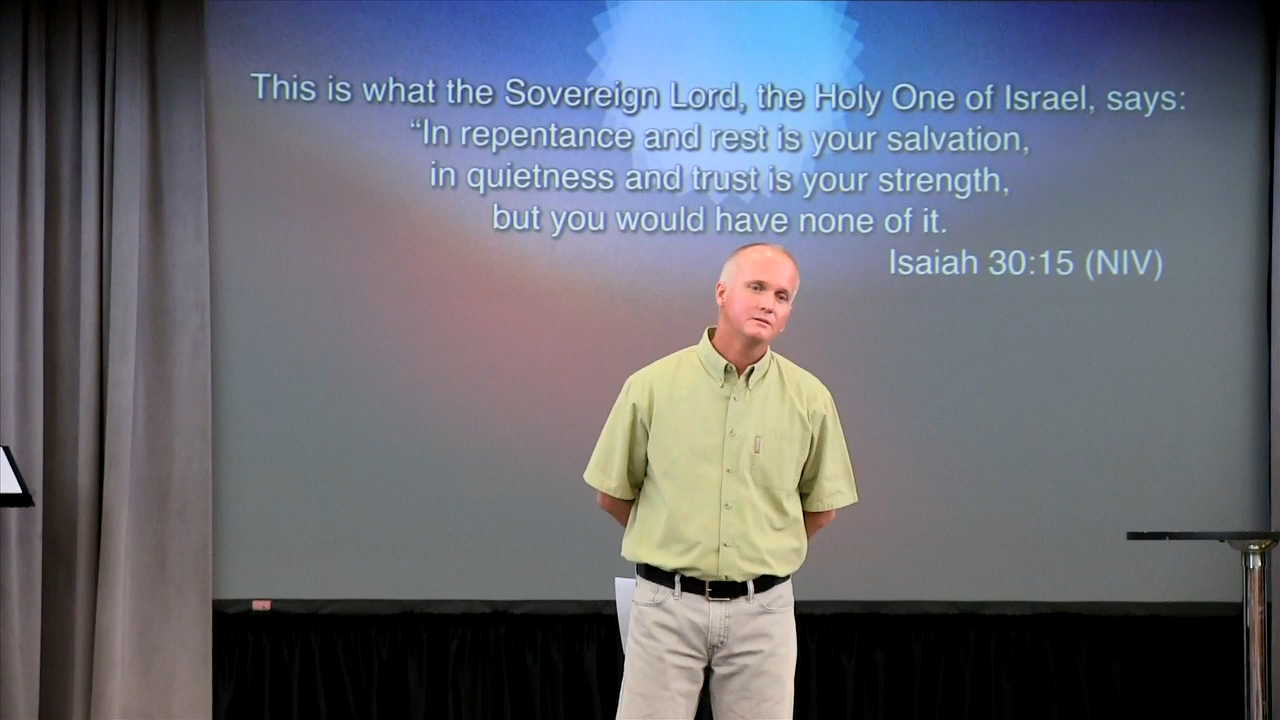 This is what the Sovereign Lord, the Holy One of Israel, says:
“In repentance and rest is your salvation,
in quietness and trust is your strength,
but you would have none of it.
Isaiah 30:15 (NIV)